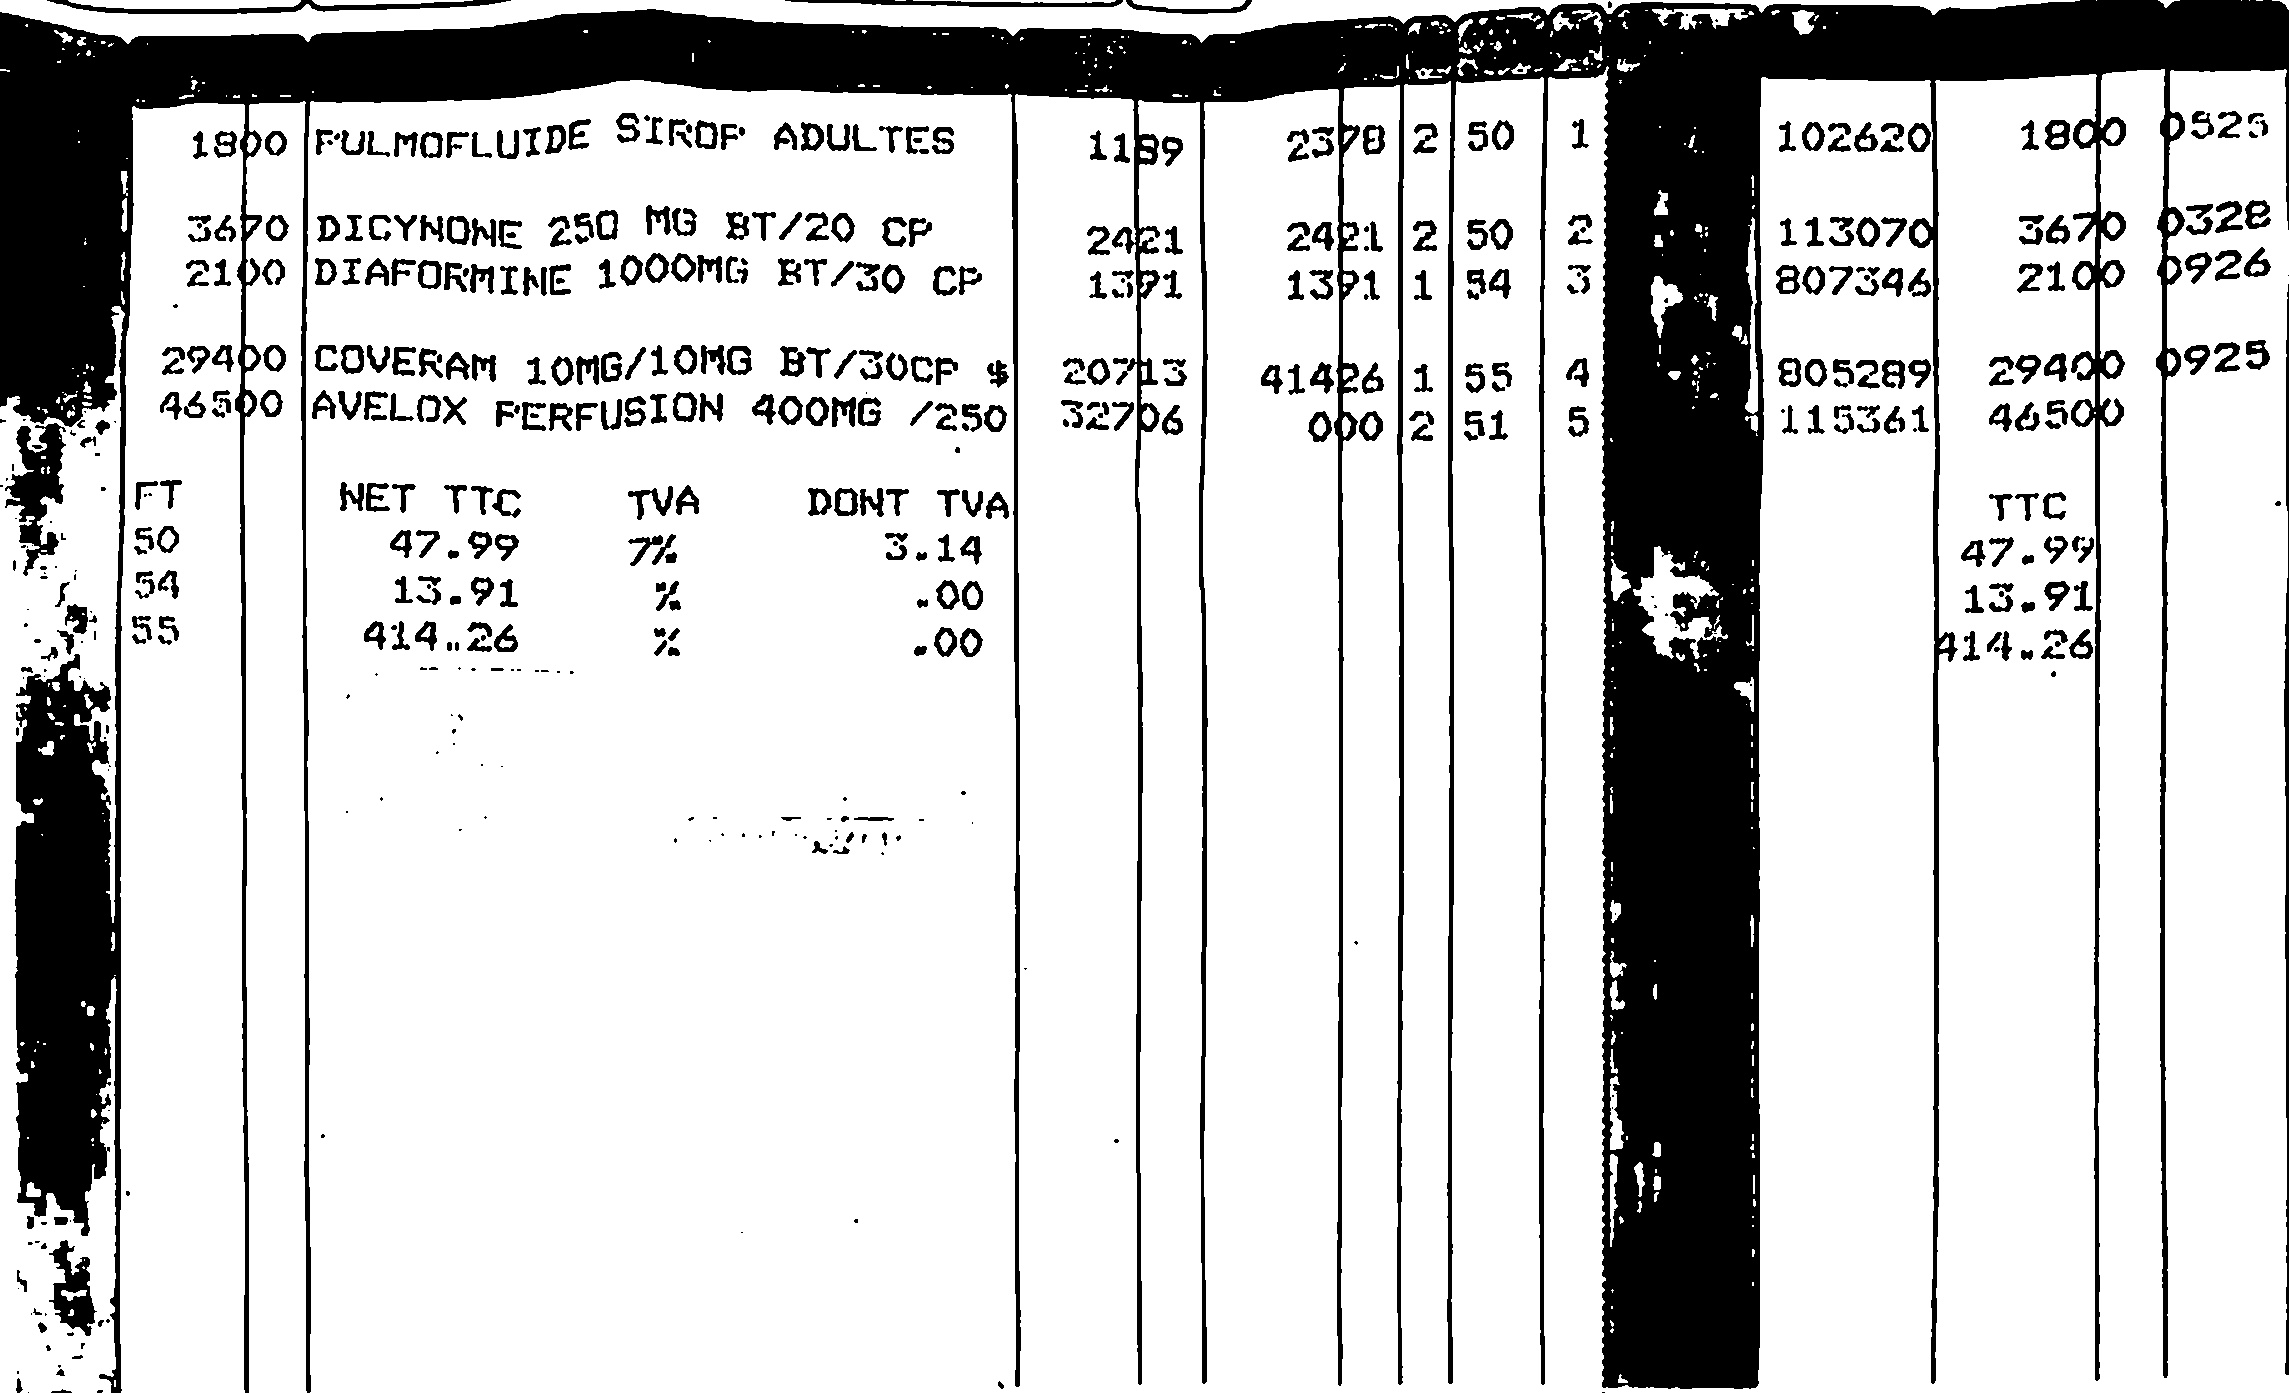 1800 PULMOFLUIDE SIROP ADULTES 1189 2378 2 50 1 102620 1800 0525
3670 DICYNONE 250 MG BT/20 CP 2421 2421 2 50 2 113070 3670 0328
2100 DIAFORMINE 1000MG BT/30 CP 1391 1391 1 54 3 807346 2100 0926
29400 COVERAM 10MG/10MG BT/30CP $ 20713 41426 1 55 4 805289 29400 0925
46500 AVELOX PERFUSION 400MG /250 32706 000 2 51 5 115361 46500
FT NET TTC TVA DONT TVA TTC
50 47.99 7% 3.14 47.99
54 13.91 % .00 13.91
55 414.26 % .00 414.26